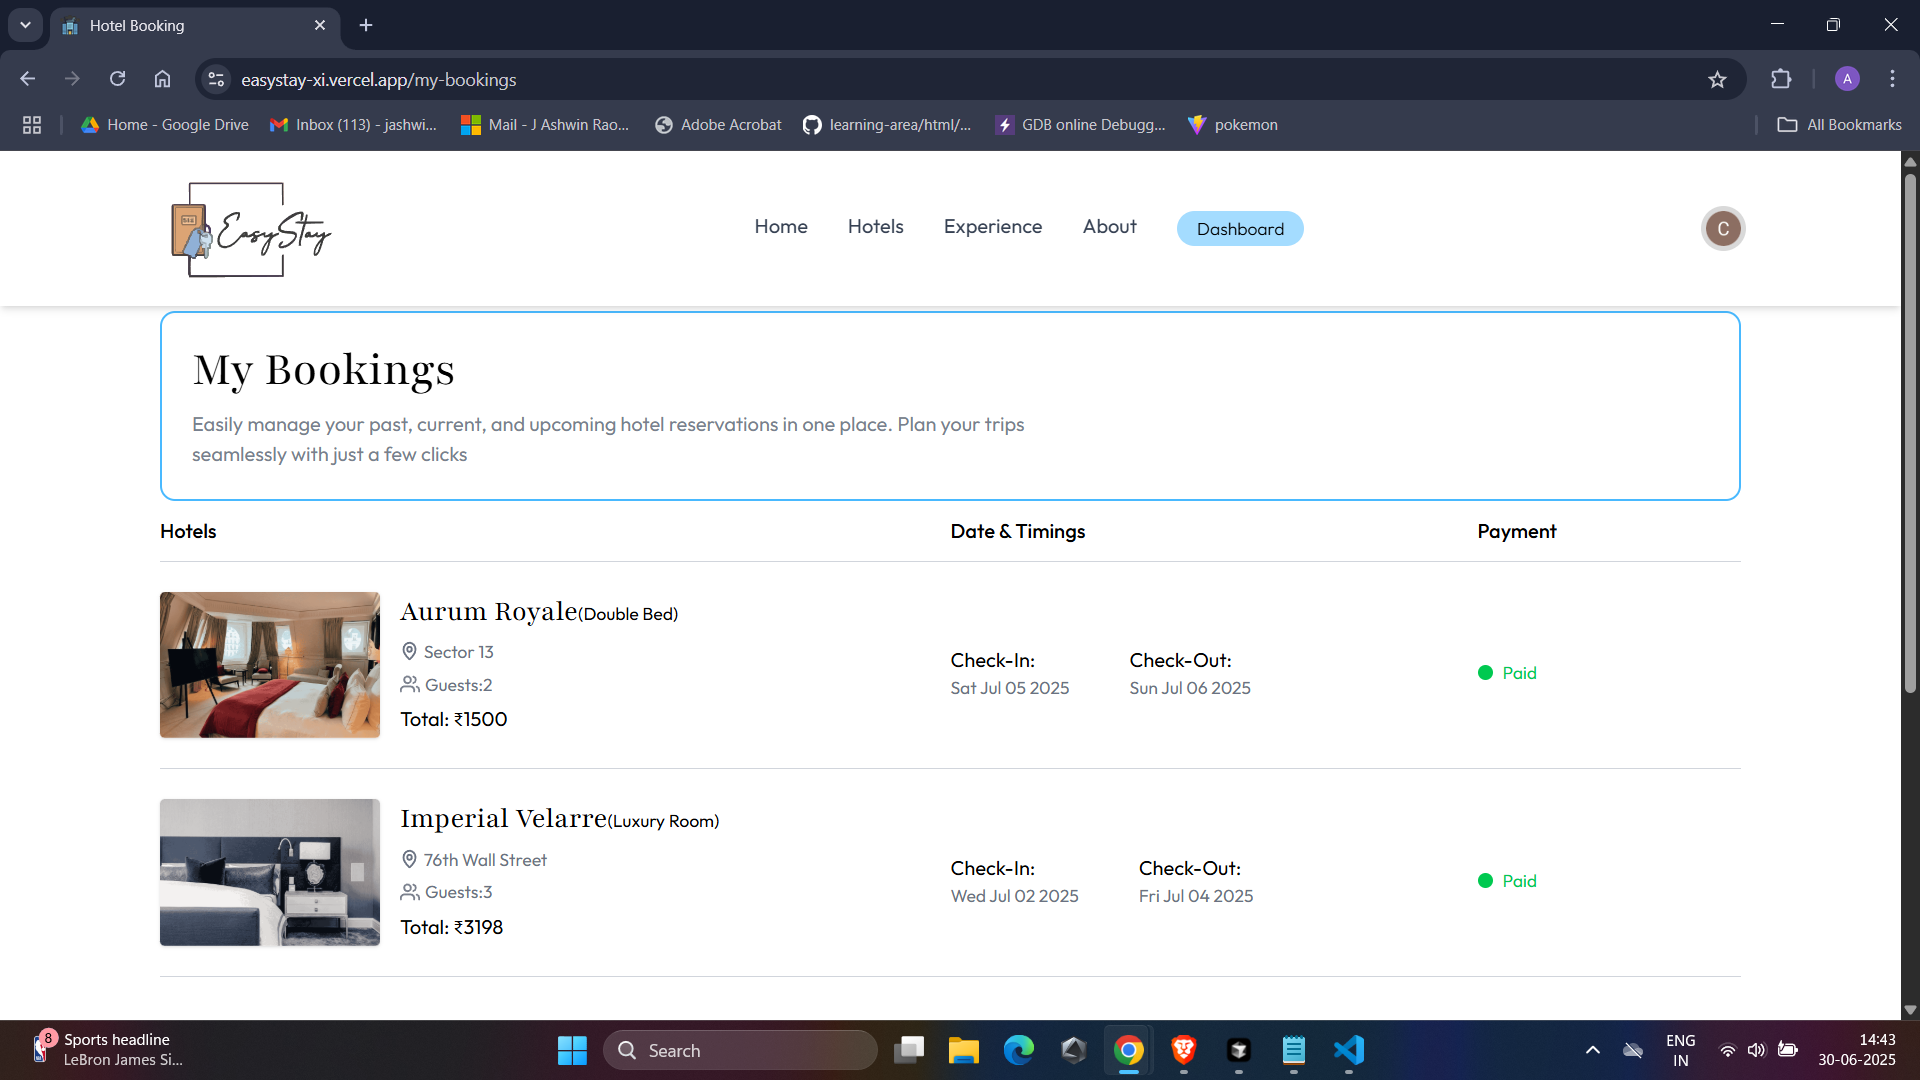 Hotel Booking
easystay-xi.vercel.app/my-bookings
A
Home - Google Drive
Inbox (113) - jashwi...
Mail - J Ashwin Rao...
Adobe Acrobat
learning-area/html/...
GDB online Debugg...
pokemon
All Bookmarks
EasyStay
Home
Hotels
Experience
About
Dashboard
C
My Bookings
Easily manage your past, current, and upcoming hotel reservations in one place. Plan your trips
seamlessly with just a few clicks
Hotels
Date & Timings
Payment
Aurum Royale(Double Bed)
Sector 13
Guests:2
Total: ₹1500
Check-In:
Sat Jul 05 2025
Check-Out:
Sun Jul 06 2025
Paid
Imperial Velarre(Luxury Room)
76th Wall Street
Guests:3
Total: ₹3198
Check-In:
Wed Jul 02 2025
Check-Out:
Fri Jul 04 2025
Paid
8
Sports headline
LeBron James Si...
Search
ENG
IN
14:43
30-06-2025